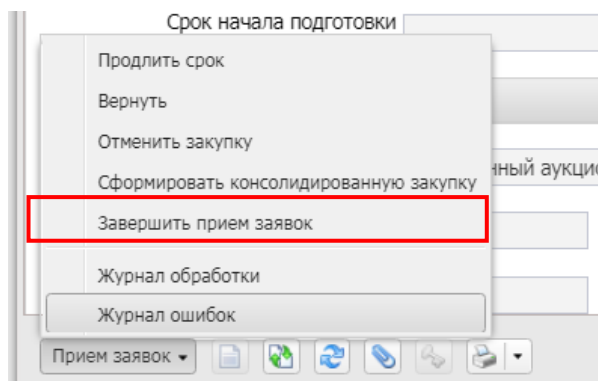 Срок начала подготовки
Продлить срок
Вернуть
Отменить закупку
нный аукцио
Сформировать консолидированную закупку
Завершить прием заявок
Журнал обработки
Журнал ошибок
Прием заявок